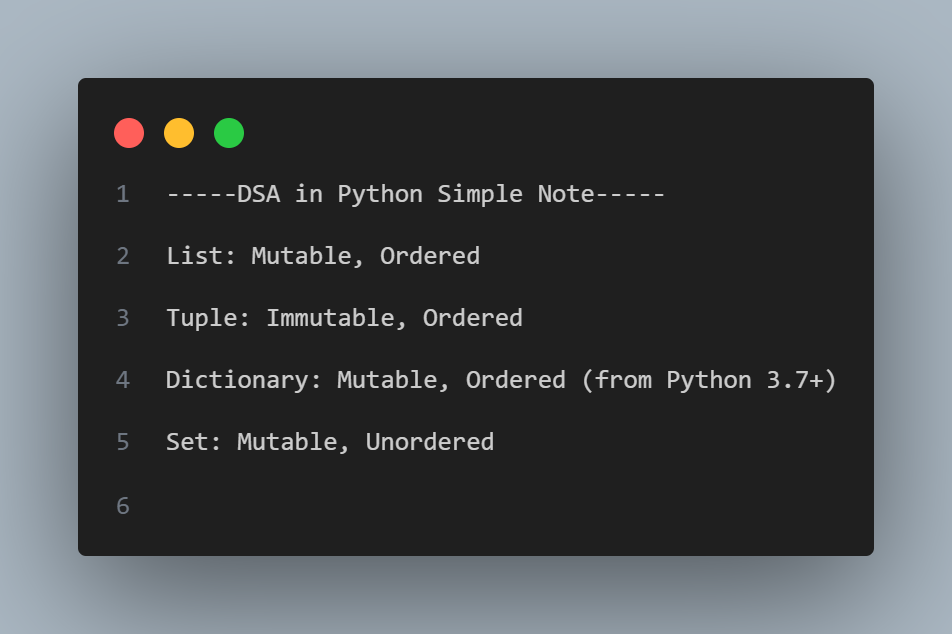 1 -----DSA in Python Simple Note-----
2 List: Mutable, Ordered
3 Tuple: Immutable, Ordered
4 Dictionary: Mutable, Ordered (from Python 3.7+)
5 Set: Mutable, Unordered
6